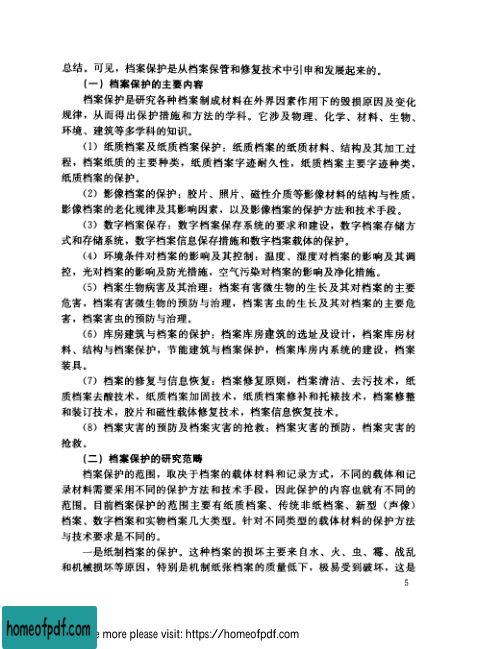 总结。可见，档案保护是从档案保管和修复技术中引申和发展起来的。
（一）档案保护的主要内容
档案保护是研究各种档案制成材料在外界因素作用下的毁损原因及变化
规律，从而得出保护措施和方法的学科。它涉及物理、化学、材料、生物、
环境、建筑等多学科的知识。
（1）纸质档案及纸质档案保护：纸质档案的纸质材料、结构及其加工过
程，档案纸质的主要种类，纸质档案字迹耐久性，纸质档案主要字迹种类，
纸质档案的保护。
（2）影像档案的保护：胶片、照片、磁性介质等影像材料的结构与性质，
影像档案的老化规律及其影响因素，以及影像档案的保护方法和技术手段。
（3）数字档案保存：数字档案保存系统的要求和建设，数字档案存储方
式和存储系统，数字档案信息保存措施和数字档案载体的保护。
（4）环境条件对档案的影响及其控制：温度、湿度对档案的影响及其调
控，光对档案的影响及防光措施，空气污染对档案的影响及净化措施。
（5）档案生物病害及其治理：档案有害微生物的生长及其对档案的主要
危害，档案有害微生物的预防与治理，档案害虫的生长及其对档案的主要危
害，档案害虫的预防与治理。
（6）库房建筑与档案的保护：档案库房建筑的选址及设计，档案库房材
料、结构与档案保护，节能建筑与档案保护，档案库房内系统的建设，档案
装具。
（7）档案的修复与信息恢复：档案修复原则，档案清洁、去污技术，纸
质档案去酸技术，纸质档案加固技术，纸质档案修补和托裱技术，档案修整
和装订技术，胶片和磁性载体修复技术，档案信息恢复技术。
（8）档案灾害的预防及档案灾害的抢救：档案灾害的预防，档案灾害的
抢救。
（二）档案保护的研究范畴
档案保护的范围，取决于档案的载体材料和记录方式，不同的载体和记
录材料需要采用不同的保护方法和技术手段，因此保护的内容也就有不同的
范围。目前档案保护的范围主要有纸质档案、传统非纸档案、新型（声像）
档案、数字档案和实物档案几大类型。针对不同类型的载体材料的保护方法
与技术要求是不同的。
一是纸制档案的保护。这种档案的损坏主要来自水、火、虫、霉、战乱
和机械损坏等原因，特别是机制纸张档案的质量低下，极易受到破坏，这是
5
homeofpdf.com
e more please visit: https://homeofpdf.com